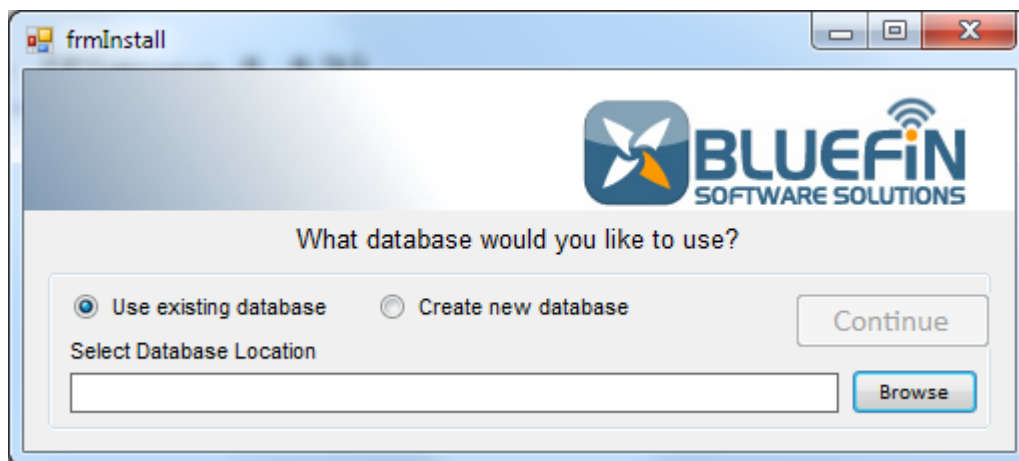 frmInstall
BLUEFiN
SOFTWARE SOLUTIONS
What database would you like to use?
Use existing database Create new database
Continue
Select Database Location
Browse